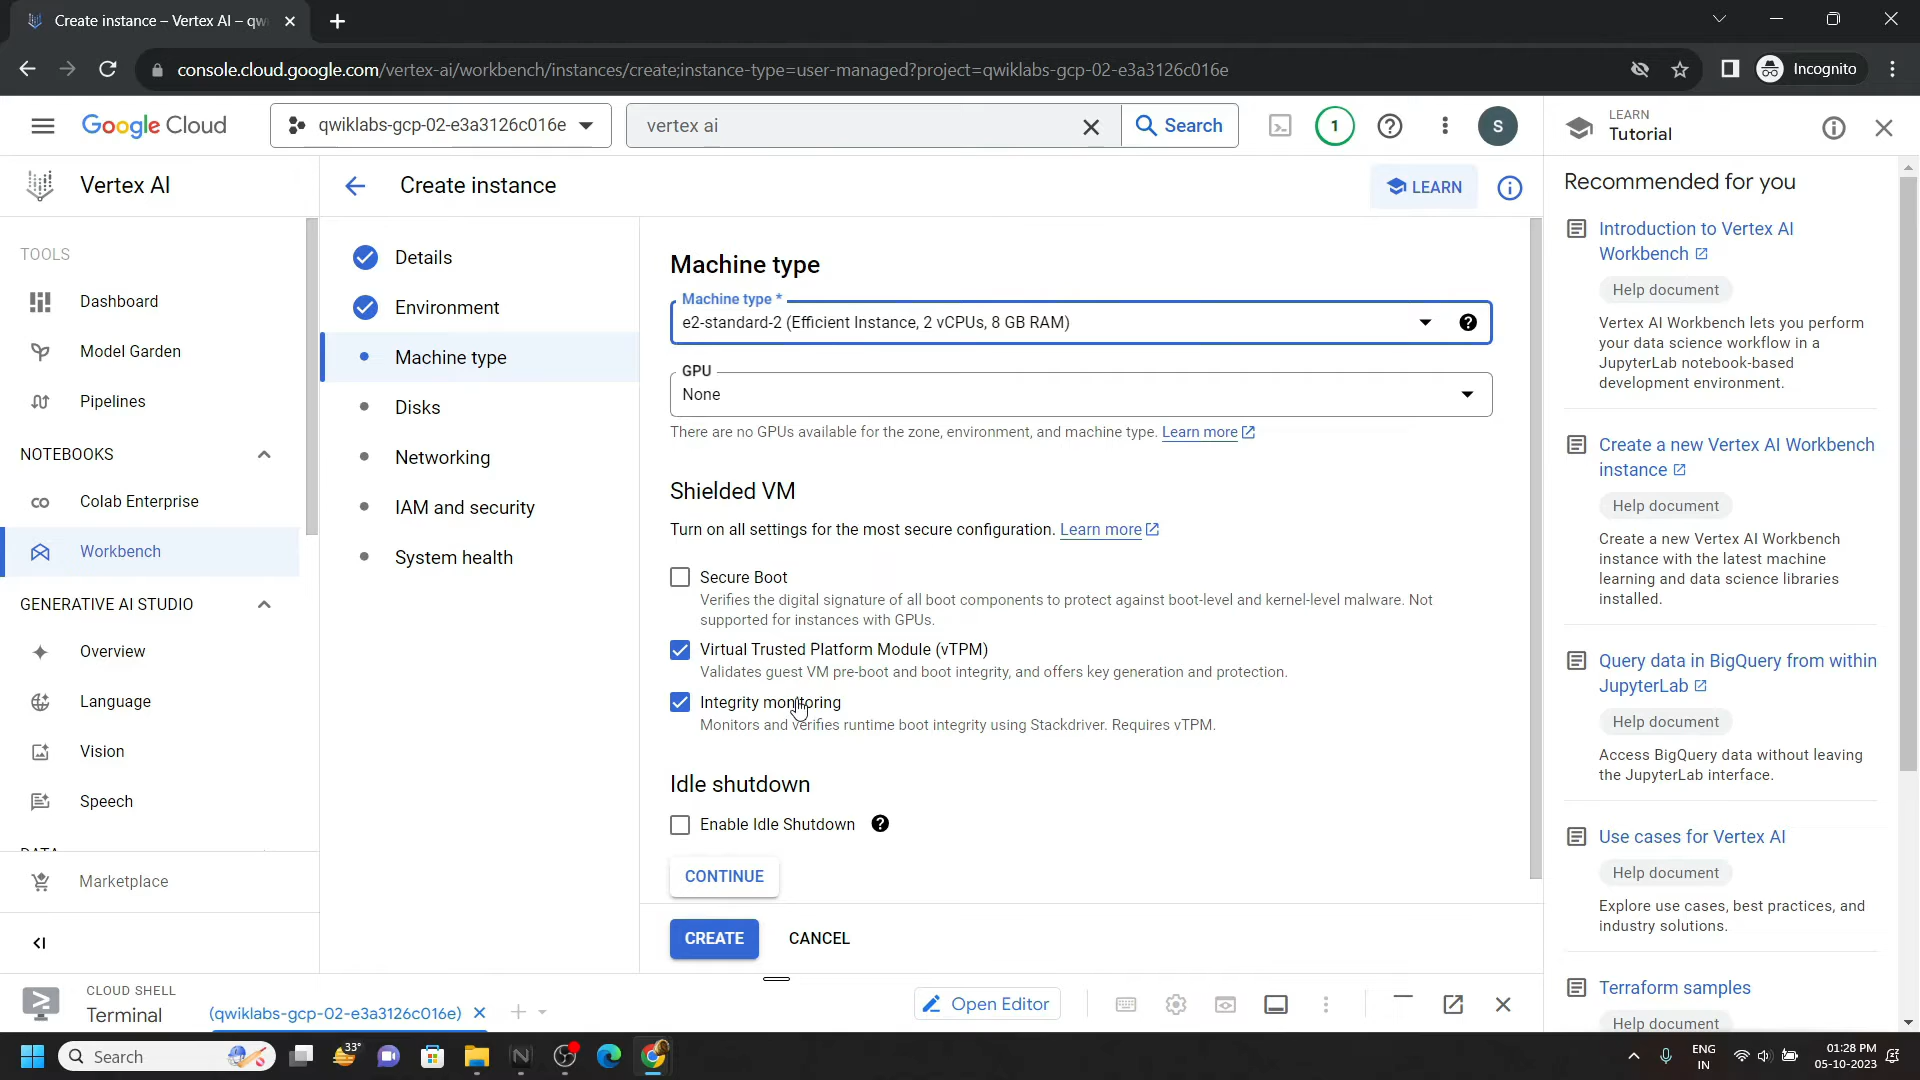 Create instance – Vertex AI – qw
console.cloud.google.com/vertex-ai/workbench/instances/create;instance-type=user-managed?project=qwiklabs-gcp-02-e3a3126c016e
Incognito
Google Cloud
qwiklabs-gcp-02-e3a3126c016e
vertex ai
Search
1
S
LEARN
Tutorial
Vertex AI
Create instance
LEARN
TOOLS
Dashboard
Model Garden
Pipelines
NOTEBOOKS
Colab Enterprise
Workbench
GENERATIVE AI STUDIO
Overview
Language
Vision
Speech
DATA
Marketplace
Details
Environment
Machine type
Disks
Networking
IAM and security
System health
Machine type
Machine type *
e2-standard-2 (Efficient Instance, 2 vCPUs, 8 GB RAM)
GPU
None
There are no GPUs available for the zone, environment, and machine type. Learn more
Shielded VM
Turn on all settings for the most secure configuration. Learn more
Secure Boot
Verifies the digital signature of all boot components to protect against boot-level and kernel-level malware. Not
supported for instances with GPUs.
Virtual Trusted Platform Module (vTPM)
Validates guest VM pre-boot and boot integrity, and offers key generation and protection.
Integrity monitoring
Monitors and verifies runtime boot integrity using Stackdriver. Requires vTPM.
Idle shutdown
Enable Idle Shutdown
CONTINUE
CREATE
CANCEL
Recommended for you
Introduction to Vertex AI
Workbench
Help document
Vertex AI Workbench lets you perform
your data science workflow in a
JupyterLab notebook-based
development environment.
Create a new Vertex AI Workbench
instance
Help document
Create a new Vertex AI Workbench
instance with the latest machine
learning and data science libraries
installed.
Query data in BigQuery from within
JupyterLab
Help document
Access BigQuery data without leaving
the JupyterLab interface.
Use cases for Vertex AI
Help document
Explore use cases, best practices, and
industry solutions.
Terraform samples
Help document
CLOUD SHELL
Terminal
(qwiklabs-gcp-02-e3a3126c016e)
Open Editor
Search
33°
ENG
IN
01:28 PM
05-10-2023